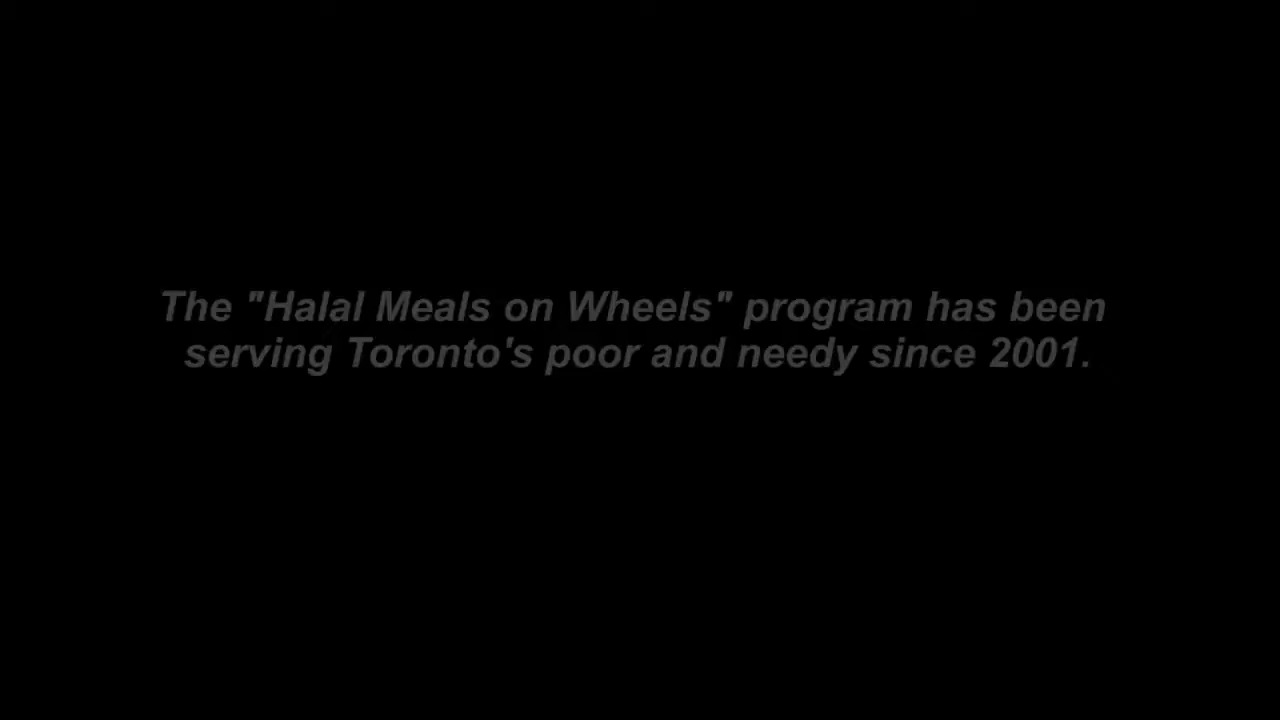 The "Halal Meals on Wheels" program has been
serving Toronto's poor and needy since 2001.